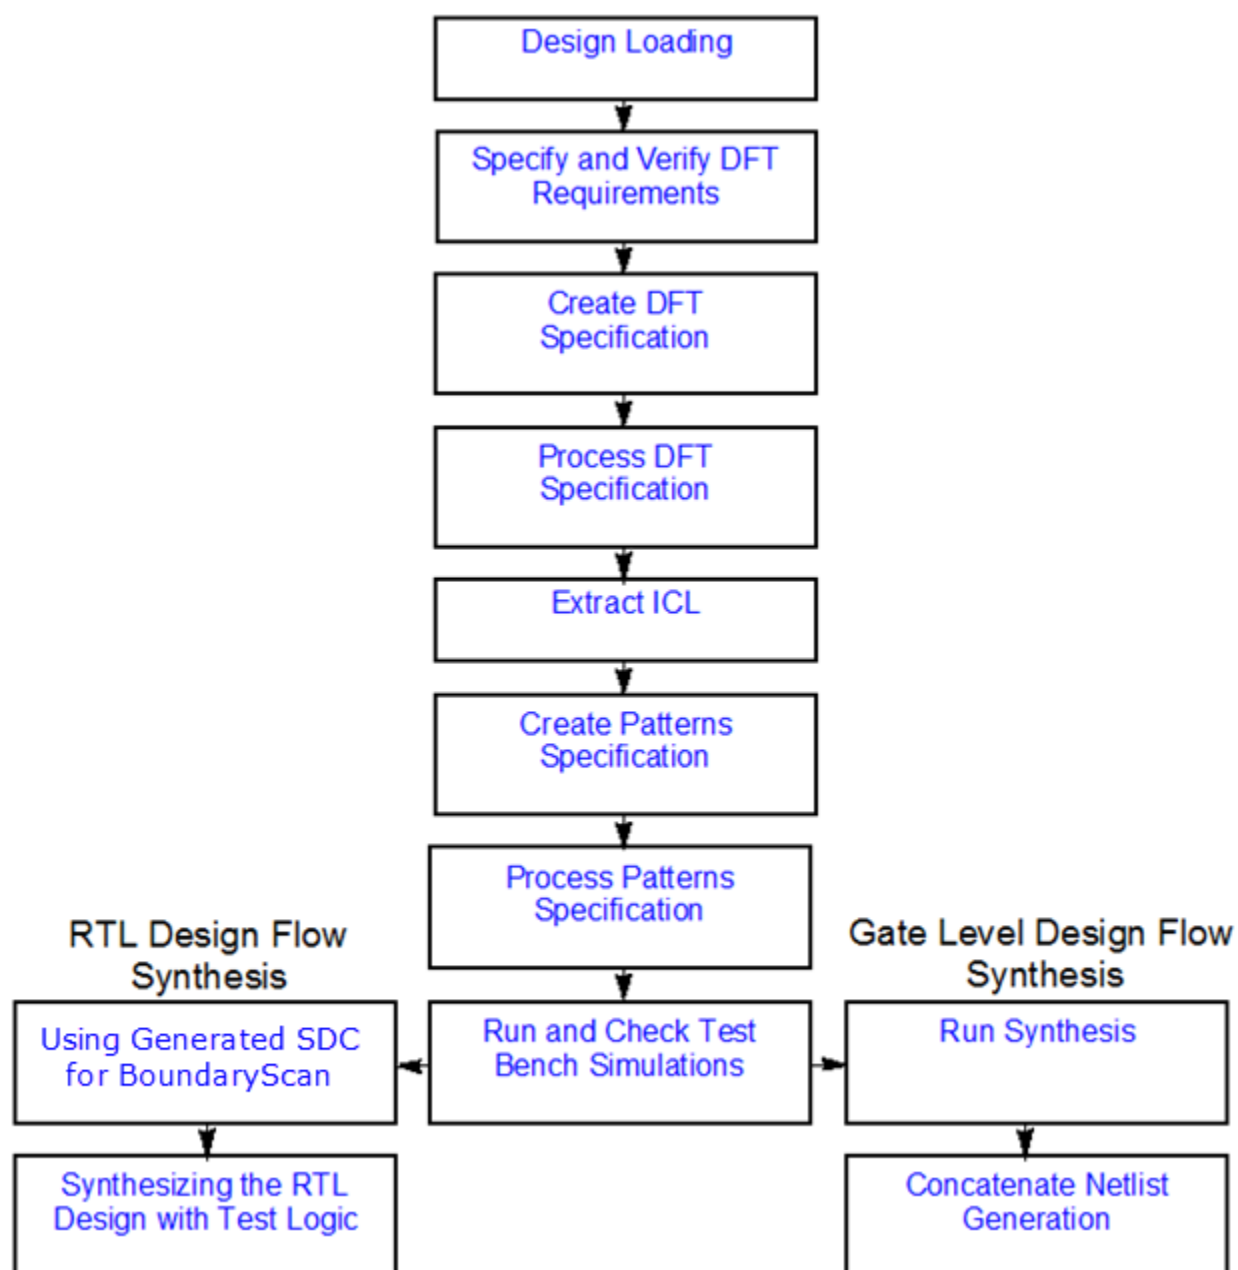 Design Loading
Specify and Verify DFT
Requirements
Create DFT
Specification
Process DFT
Specification
Extract ICL
Create Patterns
Specification
Process Patterns
Specification
RTL Design Flow
Synthesis
Gate Level Design Flow
Synthesis
Using Generated SDC
for BoundaryScan
Run and Check Test
Bench Simulations
Run Synthesis
Synthesizing the RTL
Design with Test Logic
Concatenate Netlist
Generation